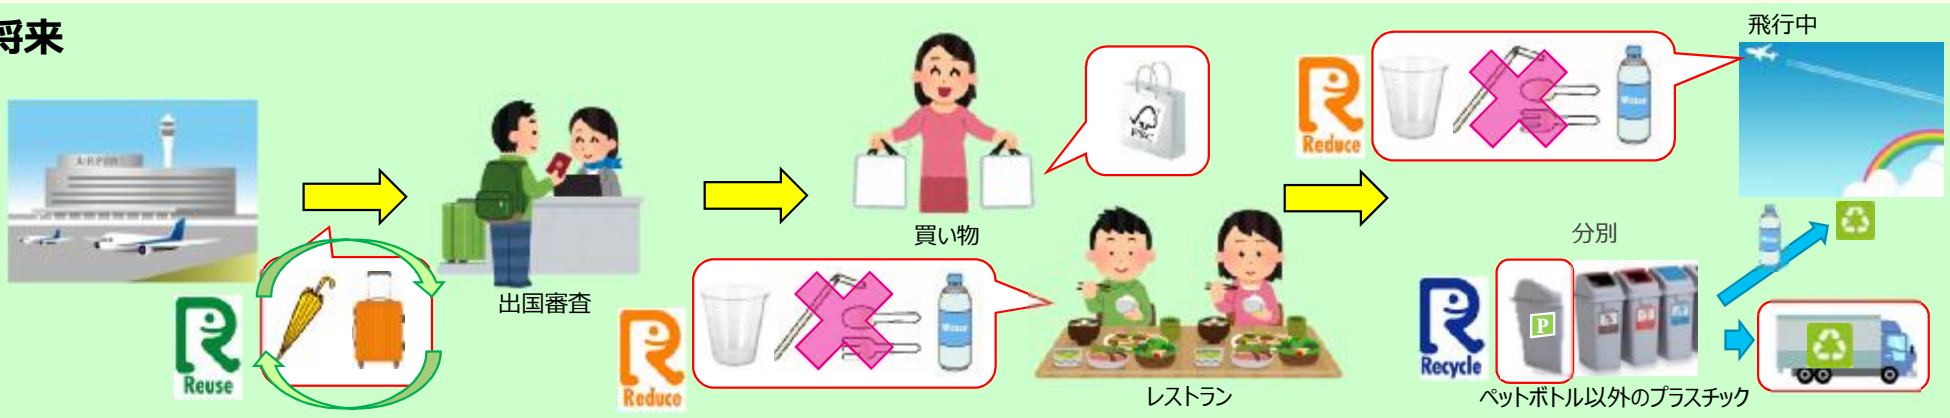 将来
飛行中
AIRPORT
FSC
Reduce
Water
買い物
分別
出国審査
Reuse
Reduce
Water
Recycle
P
レストラン
ペットボトル以外のプラスチック